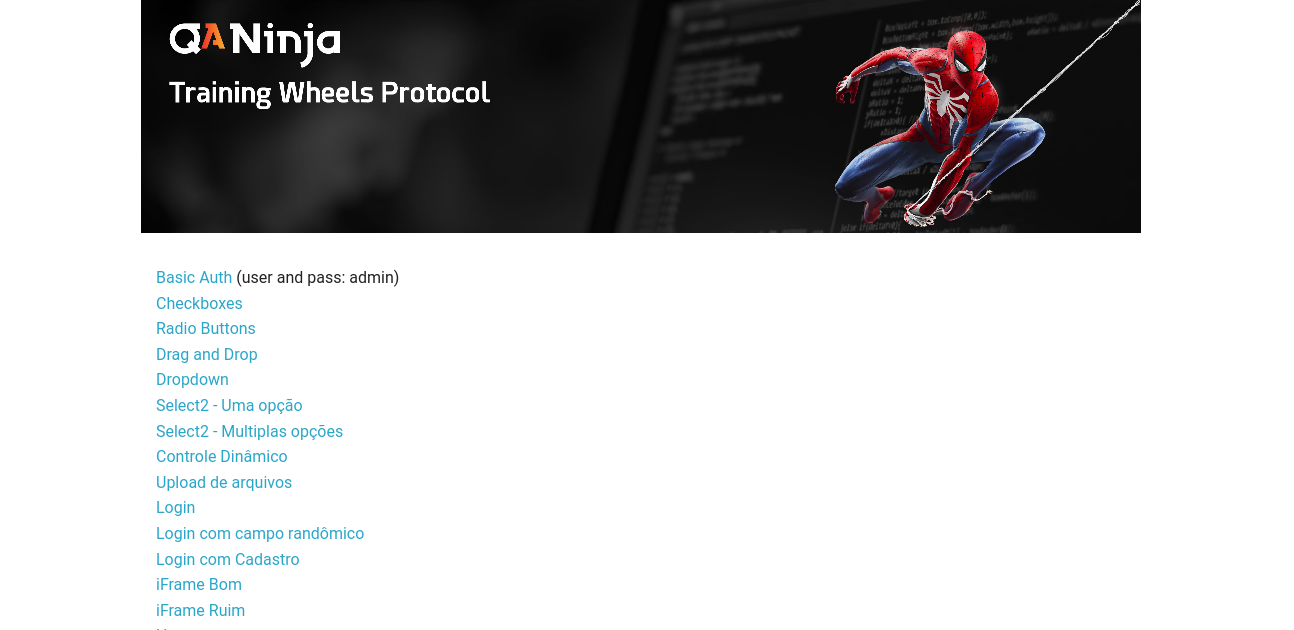 QANinja
Training Wheels Protocol
Basic Auth (user and pass: admin)
Checkboxes
Radio Buttons
Drag and Drop
Dropdown
Select2 - Uma opção
Select2 - Multiplas opções
Controle Dinâmico
Upload de arquivos
Login
Login com campo randômico
Login com Cadastro
iFrame Bom
iFrame Ruim